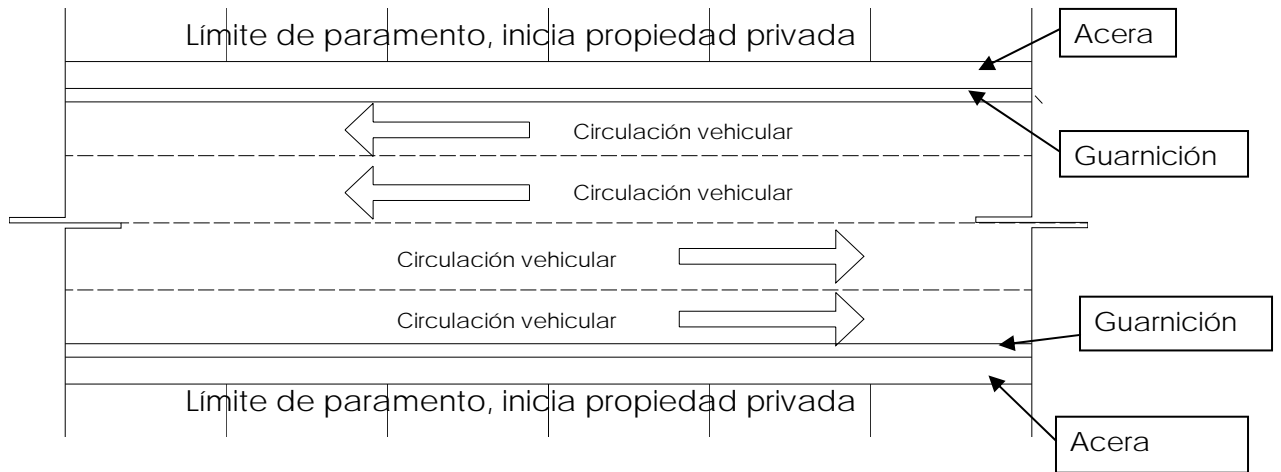 Límite de paramento, inicia propiedad privada
Acera
Guarnición
Circulación vehicular
Circulación vehicular
Circulación vehicular
Circulación vehicular
Guarnición
Límite de paramento, inicia propiedad privada
Acera